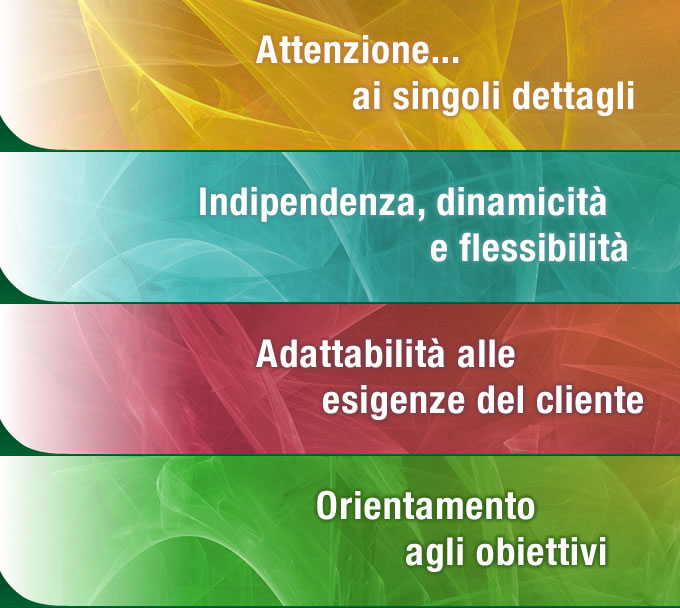 Attenzione...
ai singoli dettagli
Indipendenza, dinamicità
e flessibilità
Adattabilità alle
esigenze del cliente
Orientamento
agli obiettivi